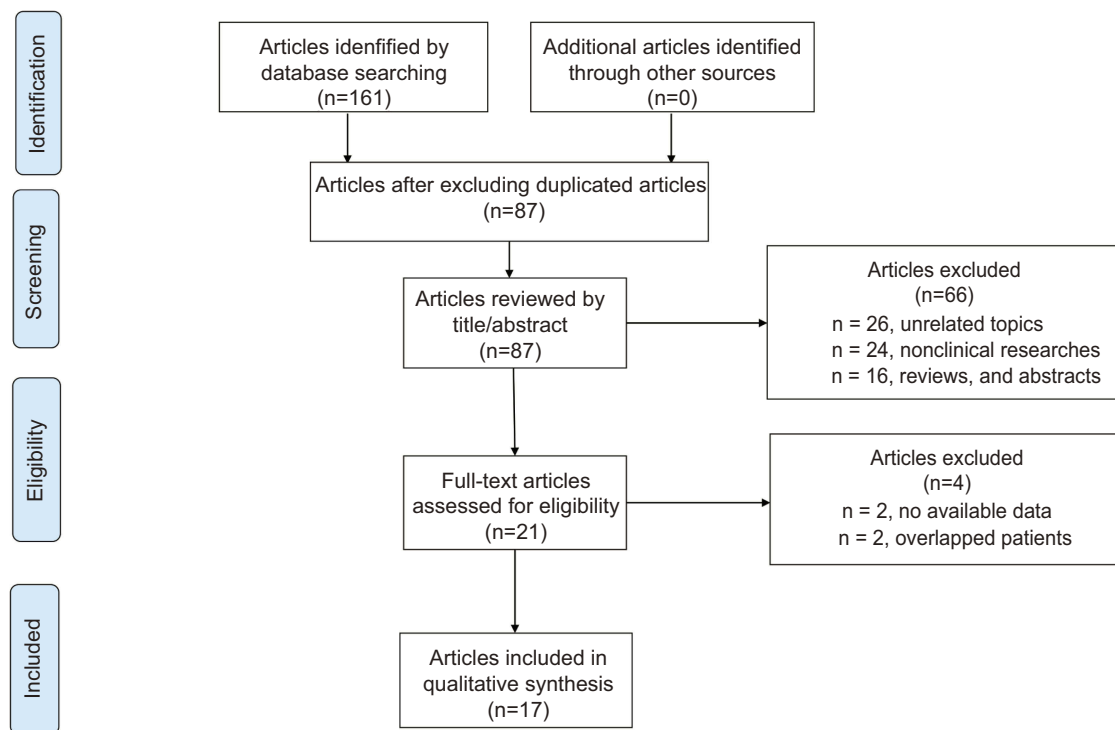 Identification
Articles idenfified by
database searching
(n=161)
Additional articles identified
through other sources
(n=0)
Articles after excluding duplicated articles
(n=87)
Screening
Articles reviewed by
title/abstract
(n=87)
Articles excluded
(n=66)
n = 26, unrelated topics
n = 24, nonclinical researches
n = 16, reviews, and abstracts
Eligibility
Full-text articles
assessed for eligibility
(n=21)
Articles excluded
(n=4)
n = 2, no available data
n = 2, overlapped patients
Included
Articles included in
qualitative synthesis
(n=17)